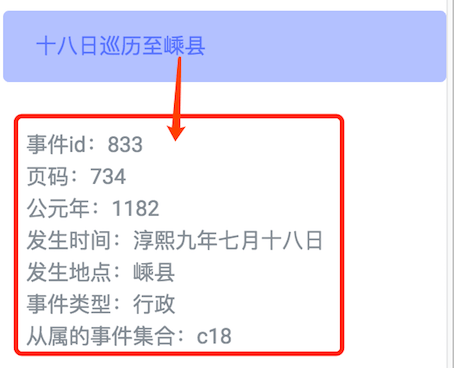 十八日巡历至嵊县
事件id：833
页码：734
公元年：1182
发生时间：淳熙九年七月十八日
发生地点：嵊县
事件类型：行政
从属的事件集合：c18